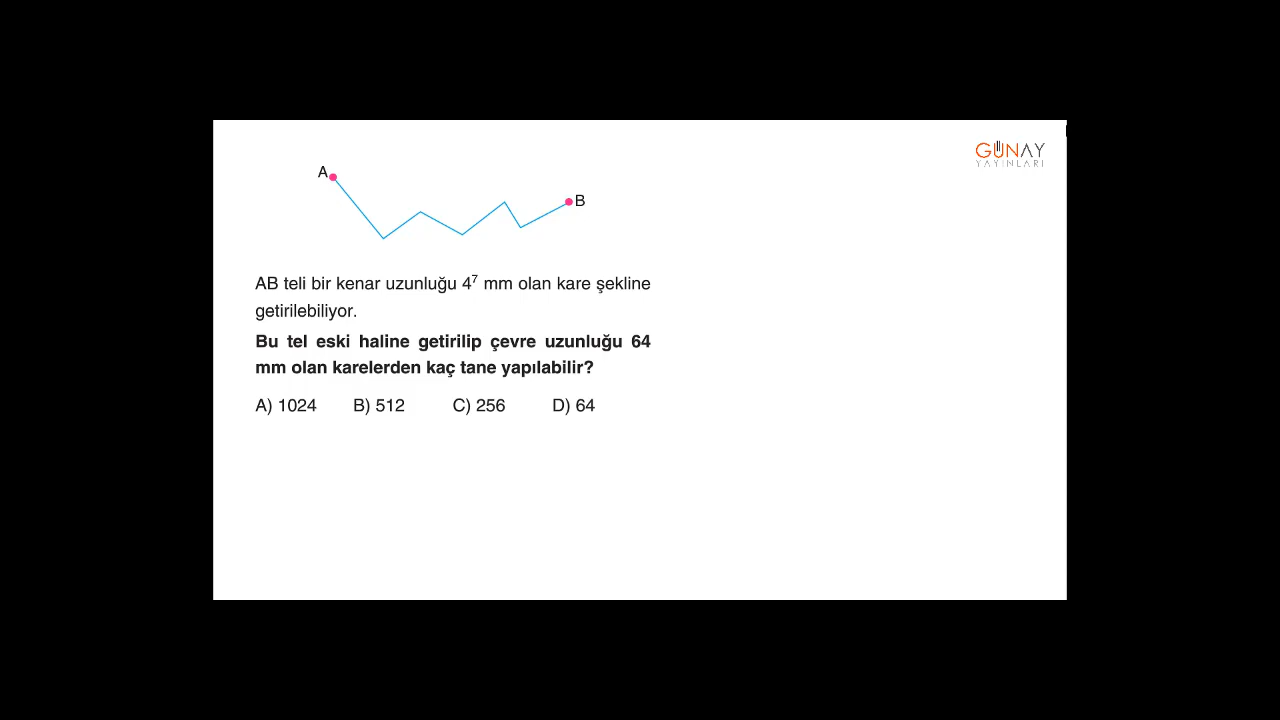 GÜNAY
YAYINLARI
A
B
AB teli bir kenar uzunluğu 4⁷ mm olan kare şekline
getirilebiliyor.
Bu tel eski haline getirilip çevre uzunluğu 64
mm olan karelerden kaç tane yapılabilir?
A) 1024 B) 512 C) 256 D) 64